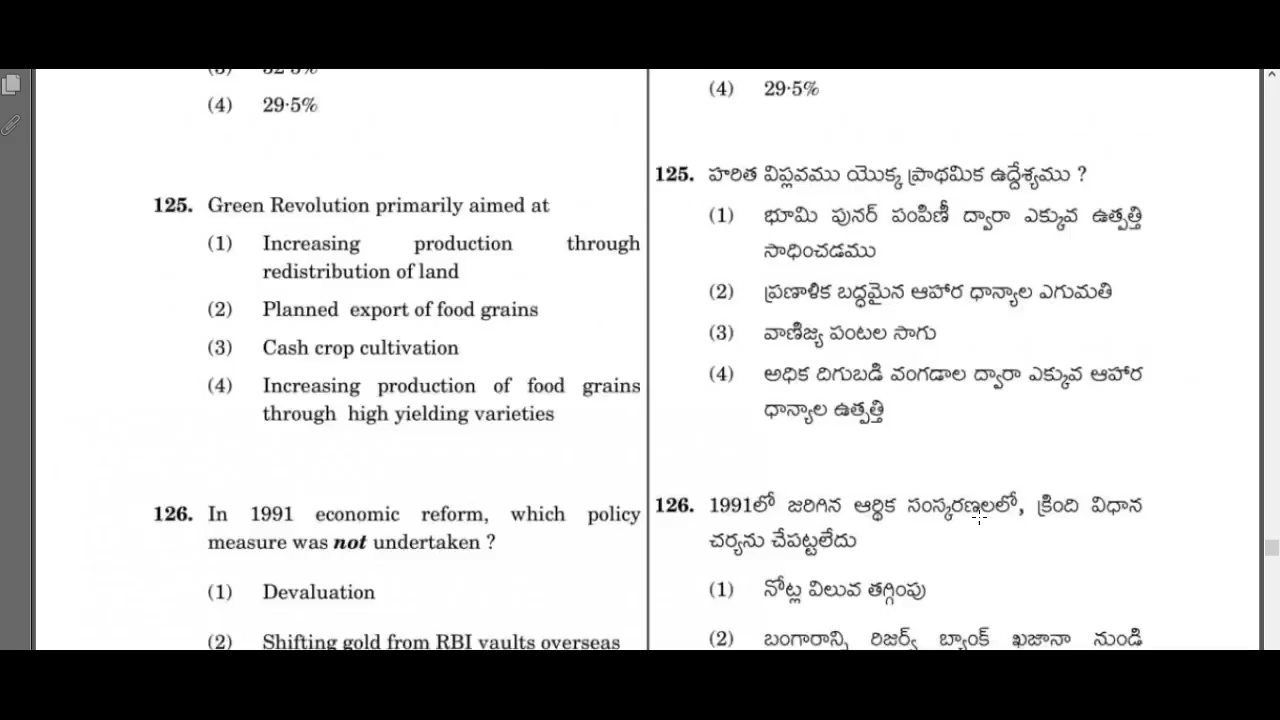 (4) 29·5%
125. Green Revolution primarily aimed at
(1) Increasing production through
redistribution of land
(2) Planned export of food grains
(3) Cash crop cultivation
(4) Increasing production of food grains
through high yielding varieties
126. In 1991 economic reform, which policy
measure was not undertaken ?
(1) Devaluation
(2) Shifting gold from RBI vaults overseas
(4) 29·5%
125. హరిత విప్లవము యొక్క ప్రాథమిక ఉద్దేశ్యము ?
(1) భూమి పునర్ పంపిణీ ద్వారా ఎక్కువ ఉత్పత్తి
సాధించడము
(2) ప్రణాళిక బద్ధమైన ఆహార ధాన్యాల ఎగుమతి
(3) వాణిజ్య పంటల సాగు
(4) అధిక దిగుబడి వంగడాల ద్వారా ఎక్కువ ఆహార
ధాన్యాల ఉత్పత్తి
126. 1991లో జరిగిన ఆర్థిక సంస్కరణలలో, క్రింది విధాన
చర్యను చేపట్టలేదు
(1) నోట్ల విలువ తగ్గింపు
(2) బంగారాన్ని రిజర్వ్ బ్యాంక్ ఖజానా నుండి